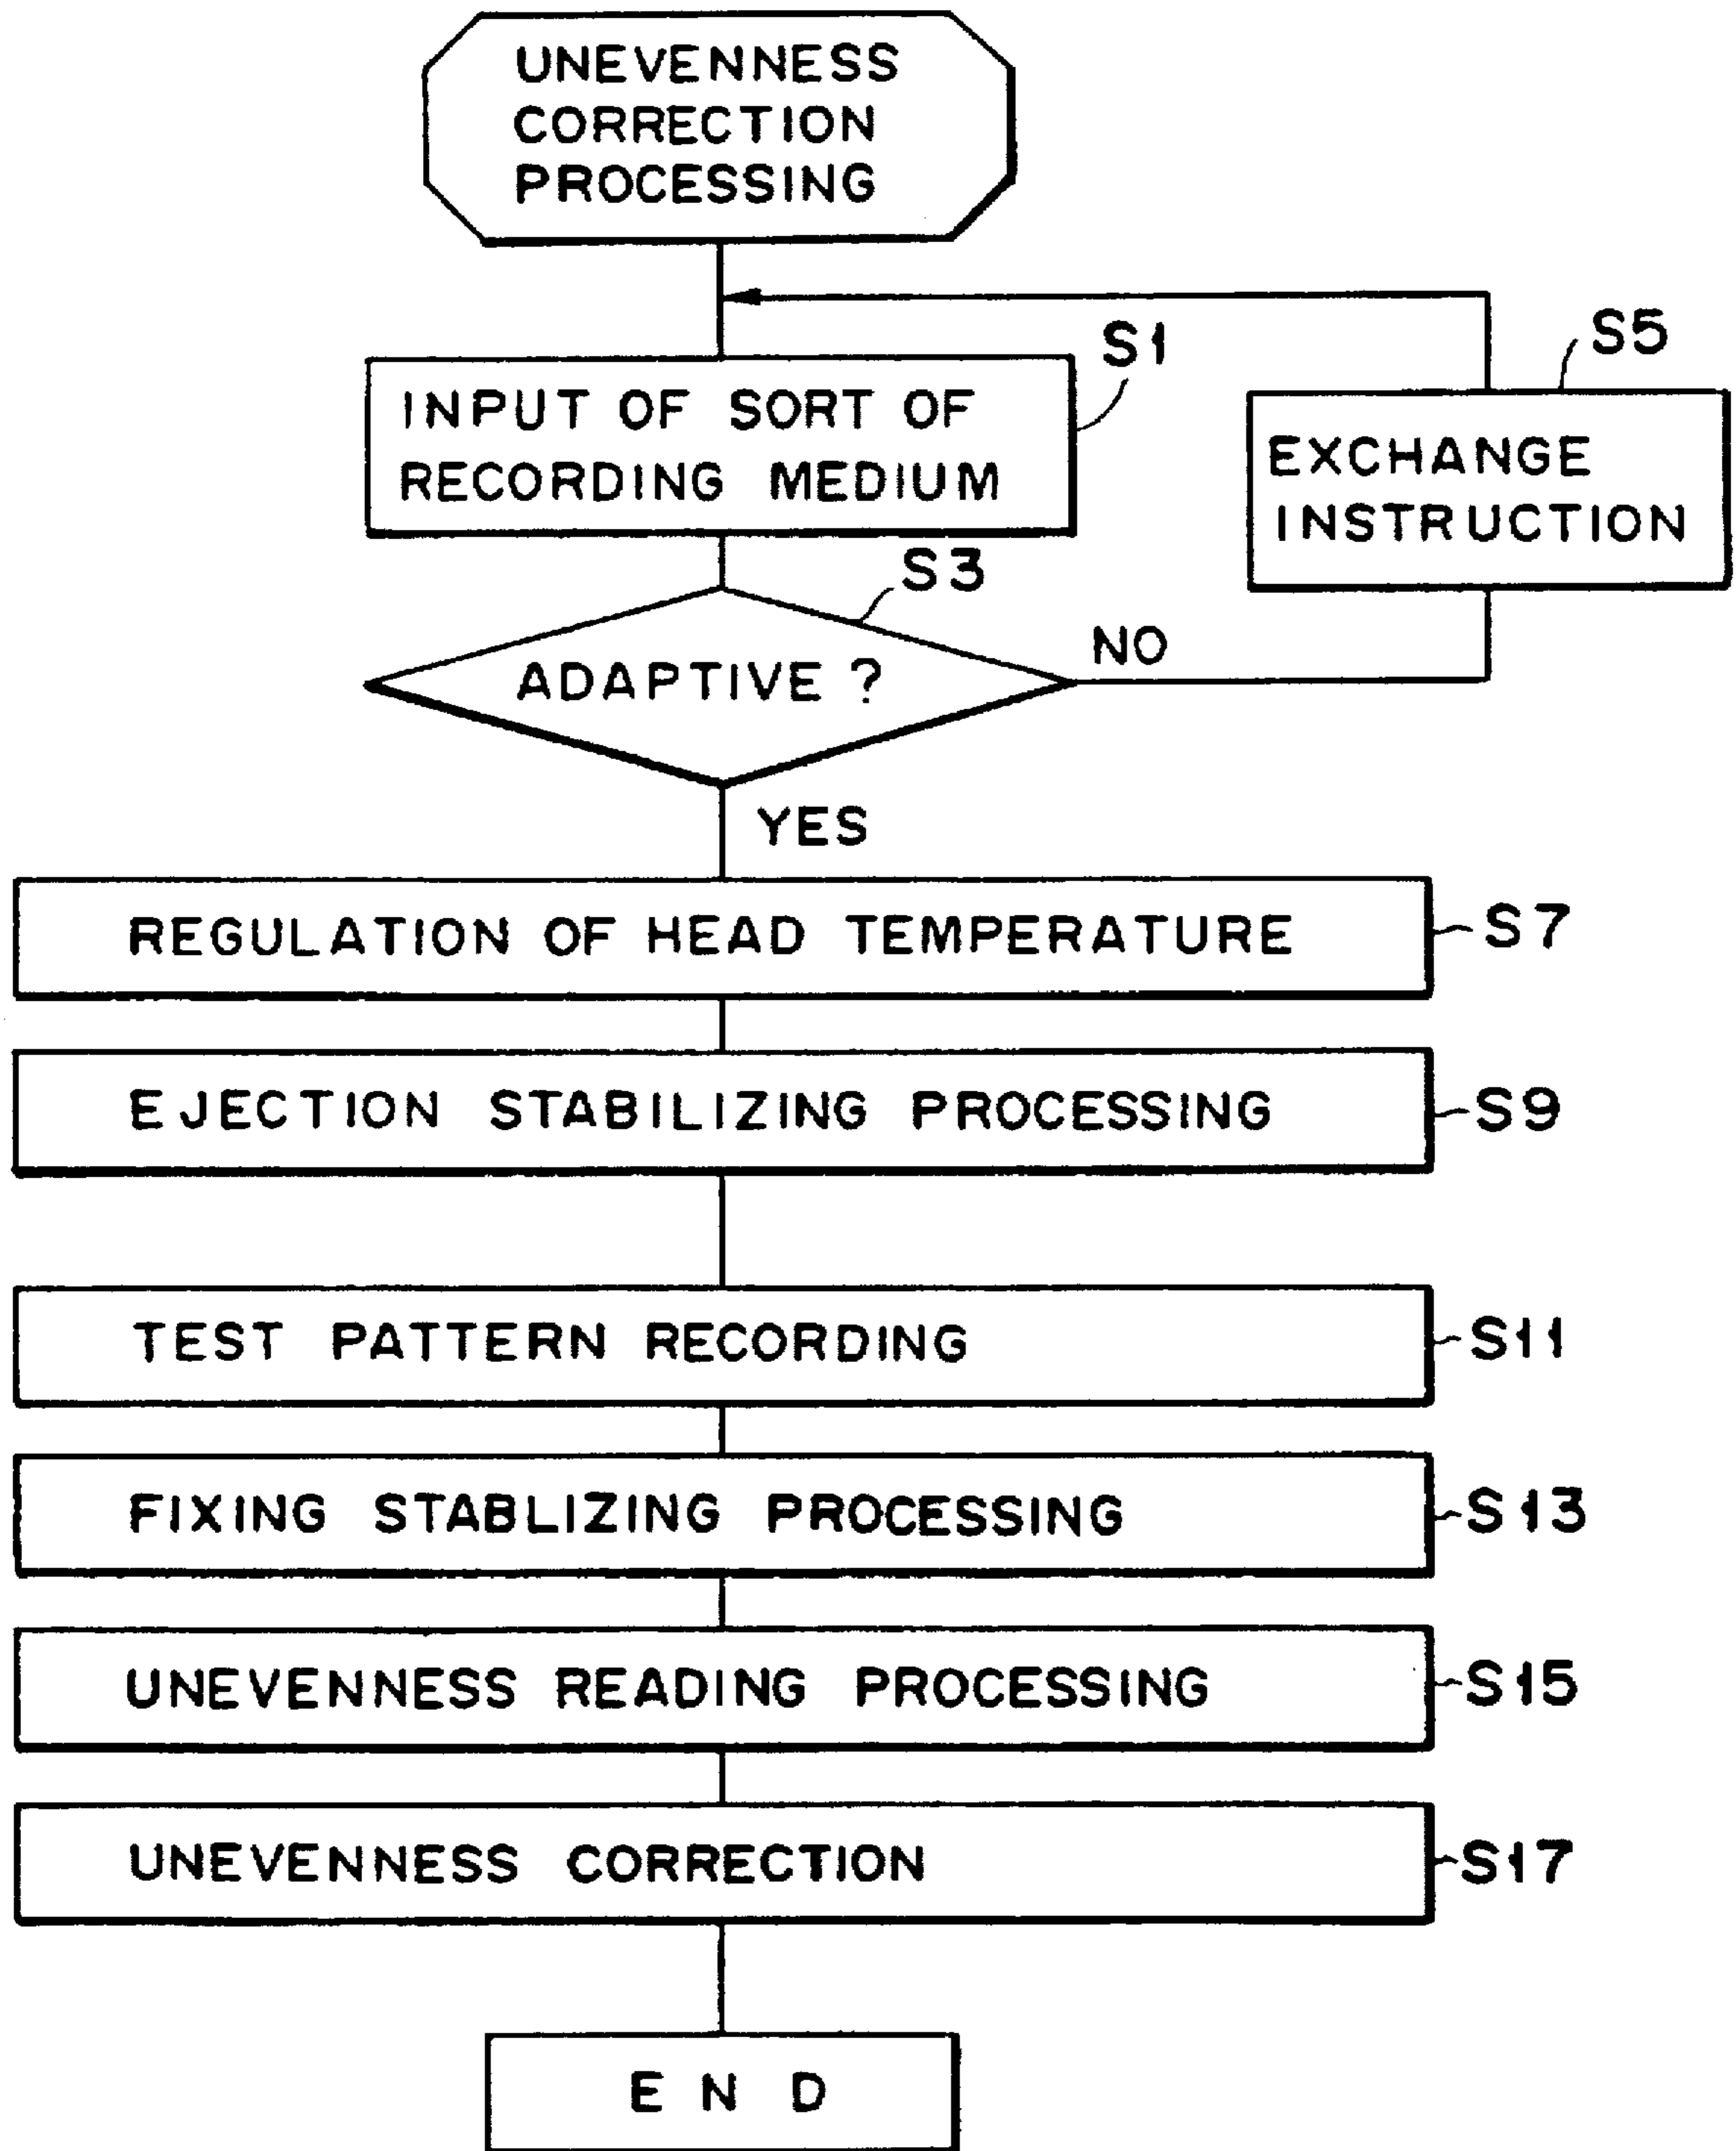 UNEVENNESS
CORRECTION
PROCESSING
S1
INPUT OF SORT OF
RECORDING MEDIUM
S5
EXCHANGE
INSTRUCTION
S3
ADAPTIVE ?
NO
YES
REGULATION OF HEAD TEMPERATURE
S7
EJECTION STABILIZING PROCESSING
S9
TEST PATTERN RECORDING
S11
FIXING STABLIZING PROCESSING
S13
UNEVENNESS READING PROCESSING
S15
UNEVENNESS CORRECTION
S17
END